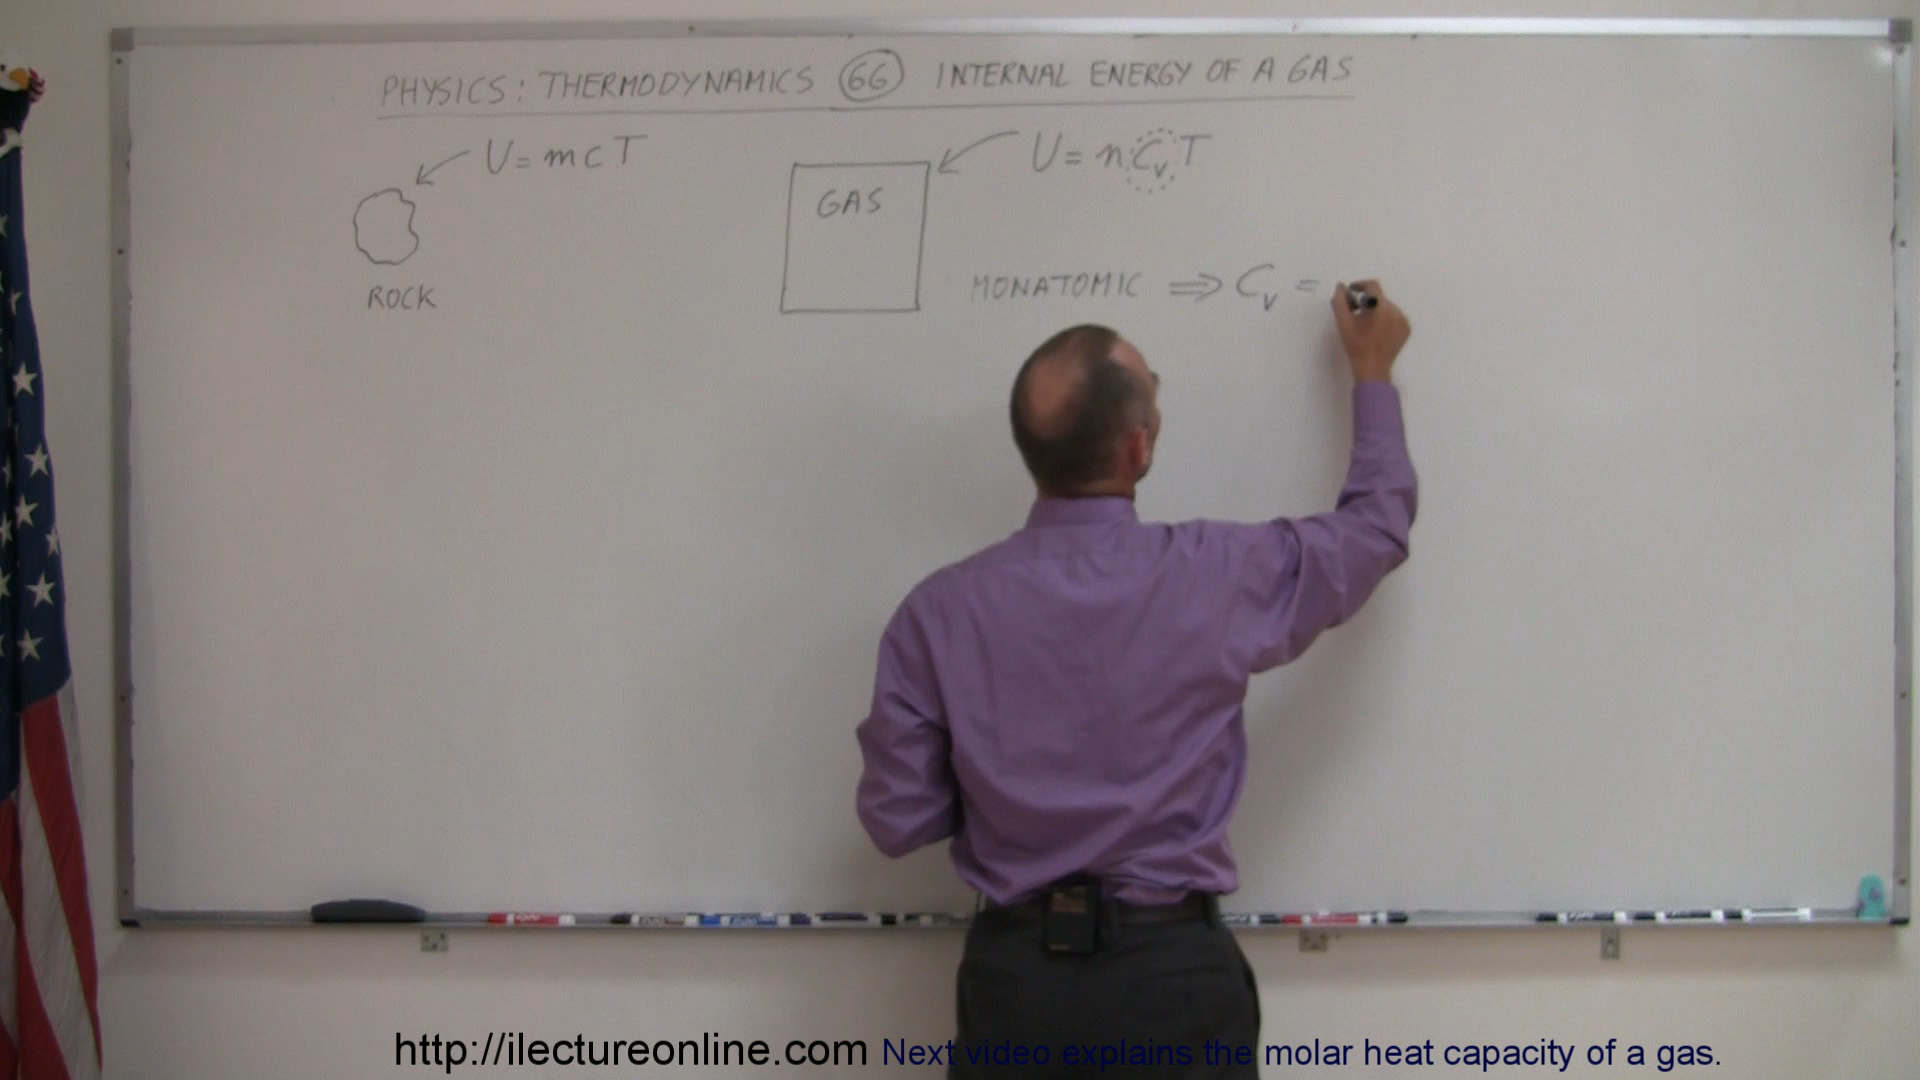 PHYSICS: THERMODYNAMICS 66 INTERNAL ENERGY OF A GAS
U = mcT
ROCK
GAS
U = nCvT
MONATOMIC ⇒ Cv =
http://ilectureonline.com Next video explains the molar heat capacity of a gas.